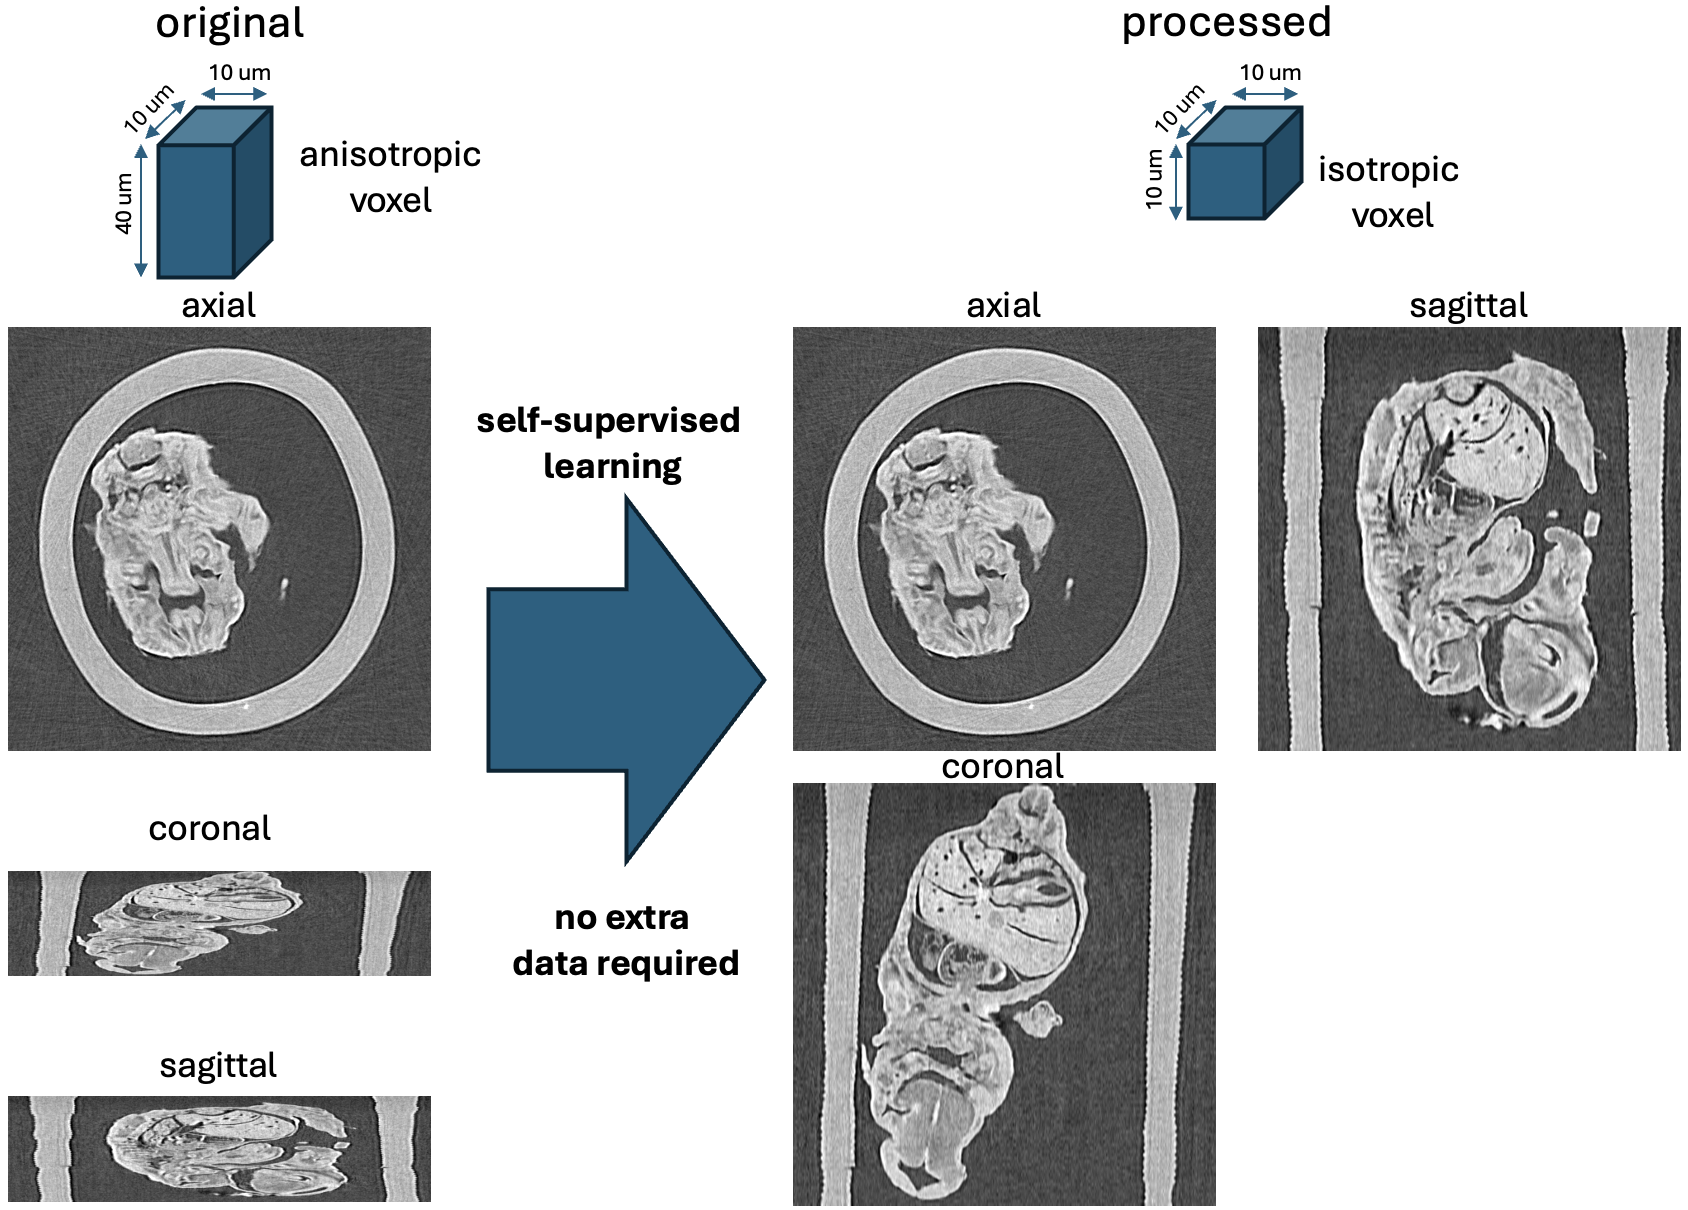 original
processed
10 um
10 um
40 um
anisotropic
voxel
10 um
10 um
10 um
isotropic
voxel
axial
axial
sagittal
self-supervised
learning
coronal
coronal
no extra
data required
sagittal